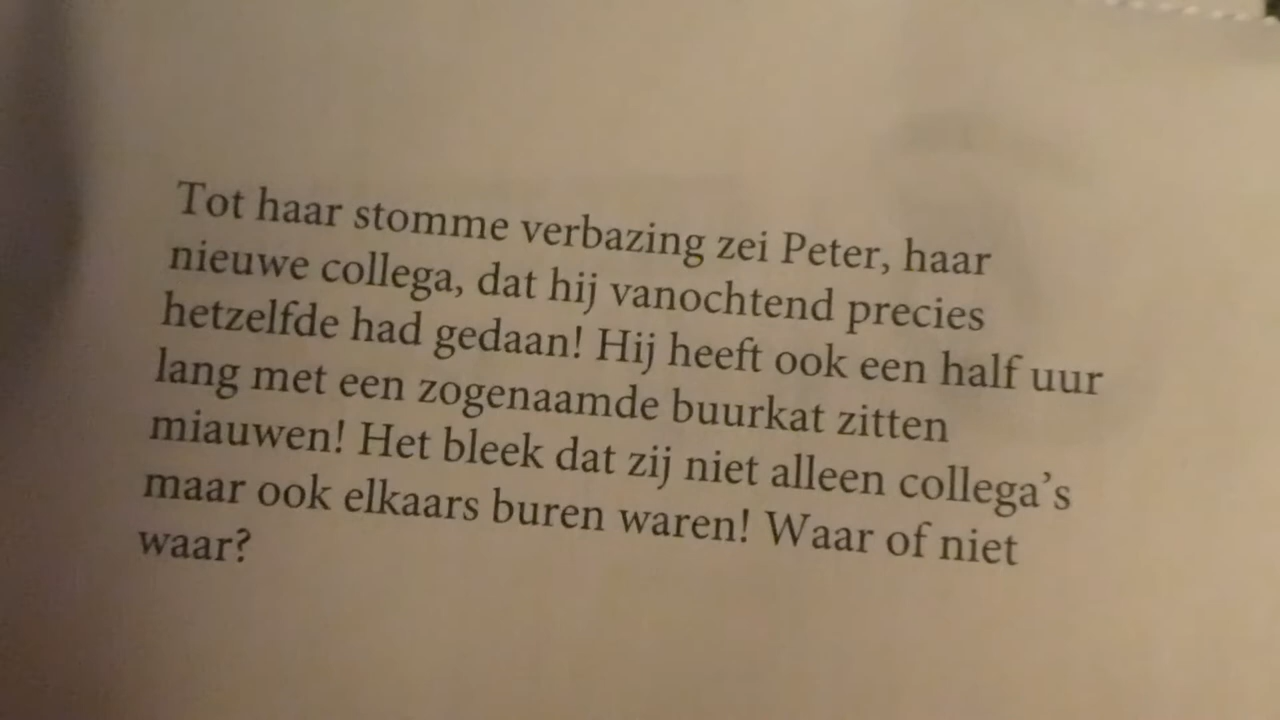 Tot haar stomme verbazing zei Peter, haar
nieuwe collega, dat hij vanochtend precies
hetzelfde had gedaan! Hij heeft ook een half uur
lang met een zogenaamde buurkat zitten
miauwen! Het bleek dat zij niet alleen collega’s
maar ook elkaars buren waren! Waar of niet
waar?